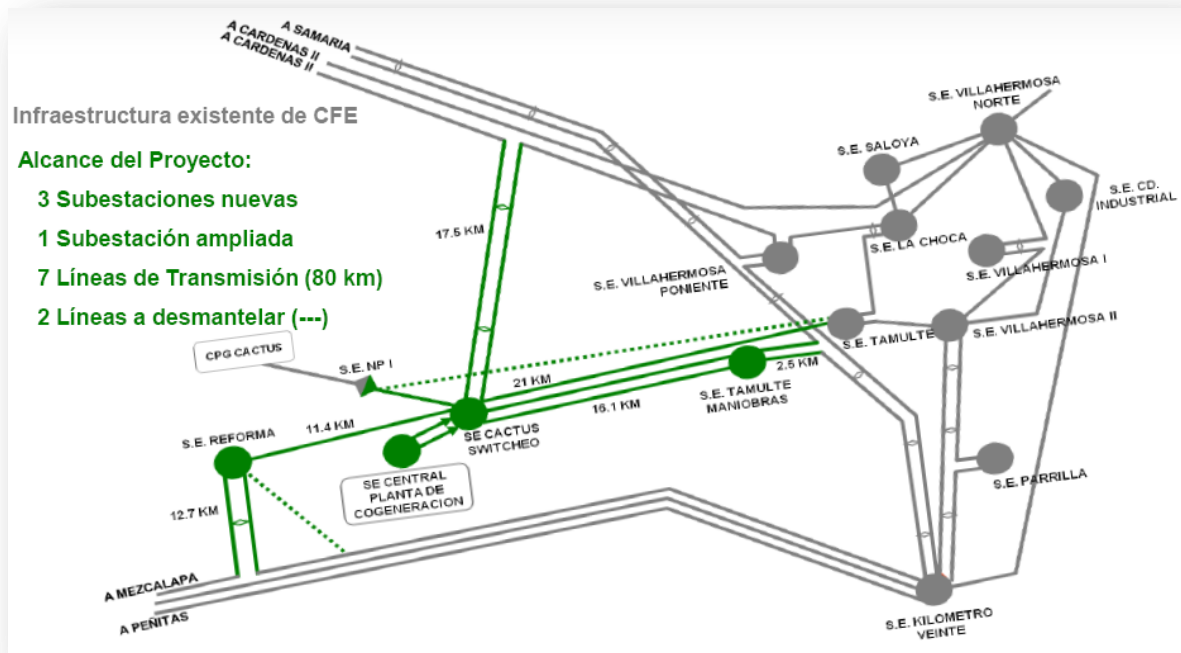 A SAMARIA
A CARDENAS II
A CARDENAS II
Infraestructura existente de CFE
Alcance del Proyecto:
3 Subestaciones nuevas
1 Subestación ampliada
7 Líneas de Transmisión (80 km)
2 Líneas a desmantelar (---)
S.E. VILLAHERMOSA
NORTE
S.E. SALOYA
S.E. CD.
INDUSTRIAL
S.E. LA CHOCA
S.E. VILLAHERMOSA I
S.E. VILLAHERMOSA
PONIENTE
17.5 KM
S.E. TAMULTE
S.E. VILLAHERMOSA II
CPG CACTUS
S.E. NP I
21 KM
2.5 KM
S.E. TAMULTE
MANIOBRAS
16.1 KM
11.4 KM
SE CACTUS
SWITCHEO
S.E. REFORMA
SE CENTRAL
PLANTA DE
COGENERACION
S.E. PARRILLA
12.7 KM
A MEZCALAPA
A PEÑITAS
S.E. KILOMETRO
VEINTE